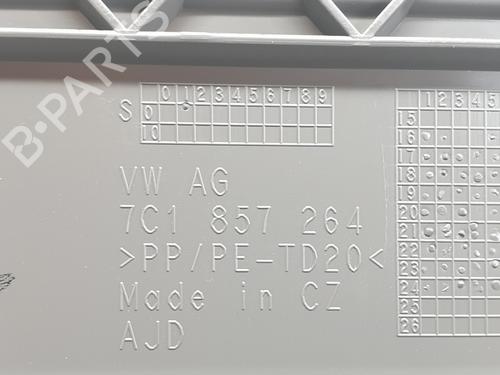 B-PARTS
0 1 2 3 4 5 6 7 8 9
S 0
10
VW AG
7C1 857 264
>PP/PE-TD20<
Made in CZ
AJD
1 2 3 4 5
15
16
17
18
19
20
21
22
23
24
25
26